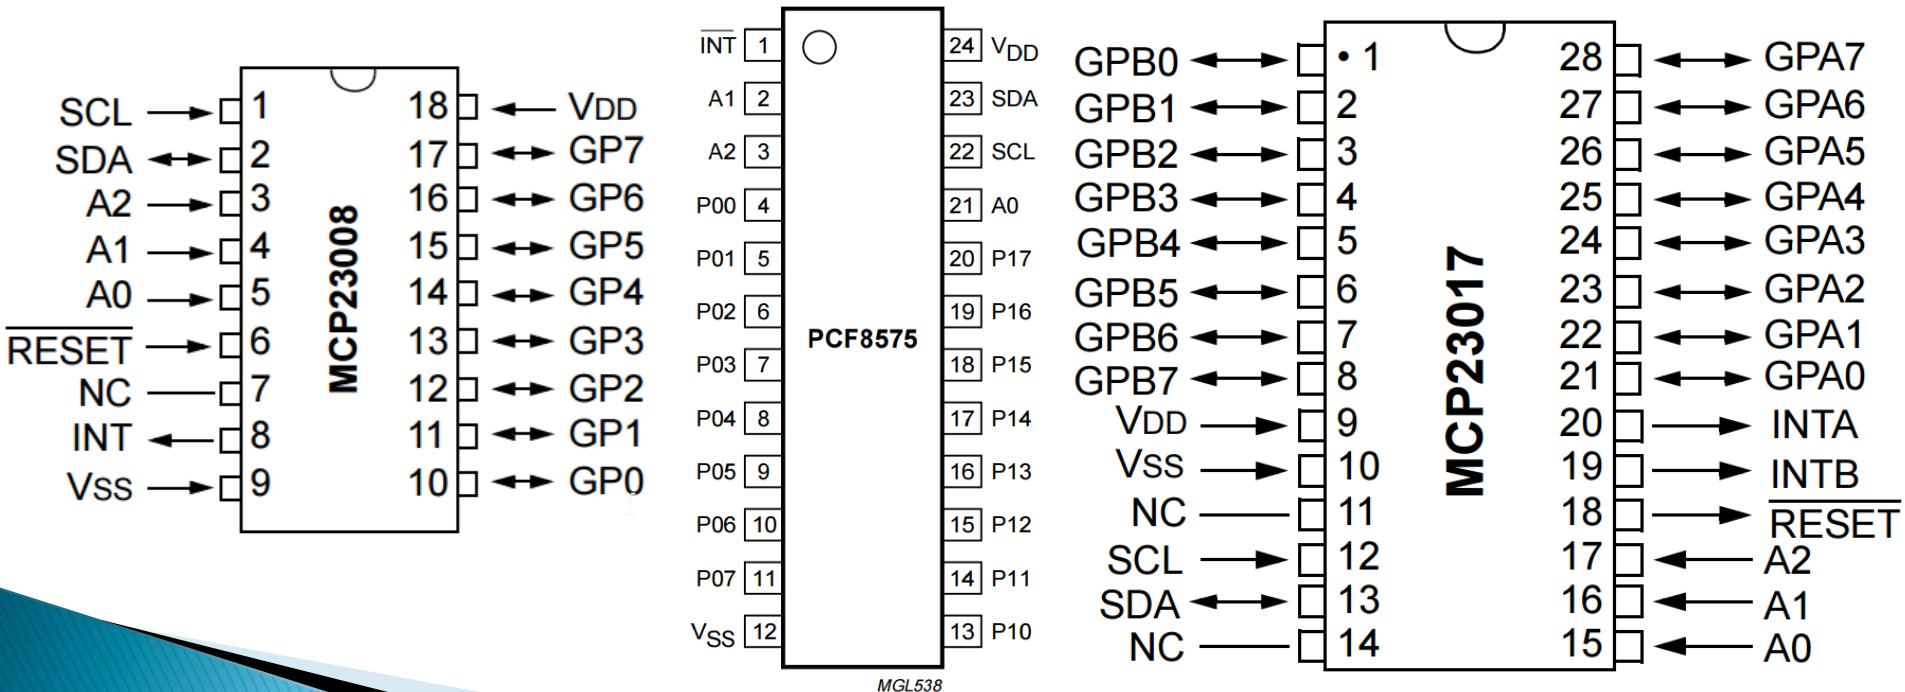 SCL 1 18 VDD
SDA 2 17 GP7
A2 3 16 GP6
A1 4 15 GP5
A0 5 14 GP4
RESET 6 13 GP3
NC 7 12 GP2
INT 8 11 GP1
VSS 9 10 GP0
MCP23008
INT 1 24 VDD
A1 2 23 SDA
A2 3 22 SCL
P00 4 21 A0
P01 5 20 P17
P02 6 19 P16
PCF8575
P03 7 18 P15
P04 8 17 P14
P05 9 16 P13
P06 10 15 P12
P07 11 14 P11
VSS 12 13 P10
MGL538
GPB0 • 1 28 GPA7
GPB1 2 27 GPA6
GPB2 3 26 GPA5
GPB3 4 25 GPA4
GPB4 5 24 GPA3
GPB5 6 23 GPA2
GPB6 7 22 GPA1
GPB7 8 21 GPA0
VDD 9 20 INTA
VSS 10 19 INTB
NC 11 18 RESET
SCL 12 17 A2
SDA 13 16 A1
NC 14 15 A0
MCP23017